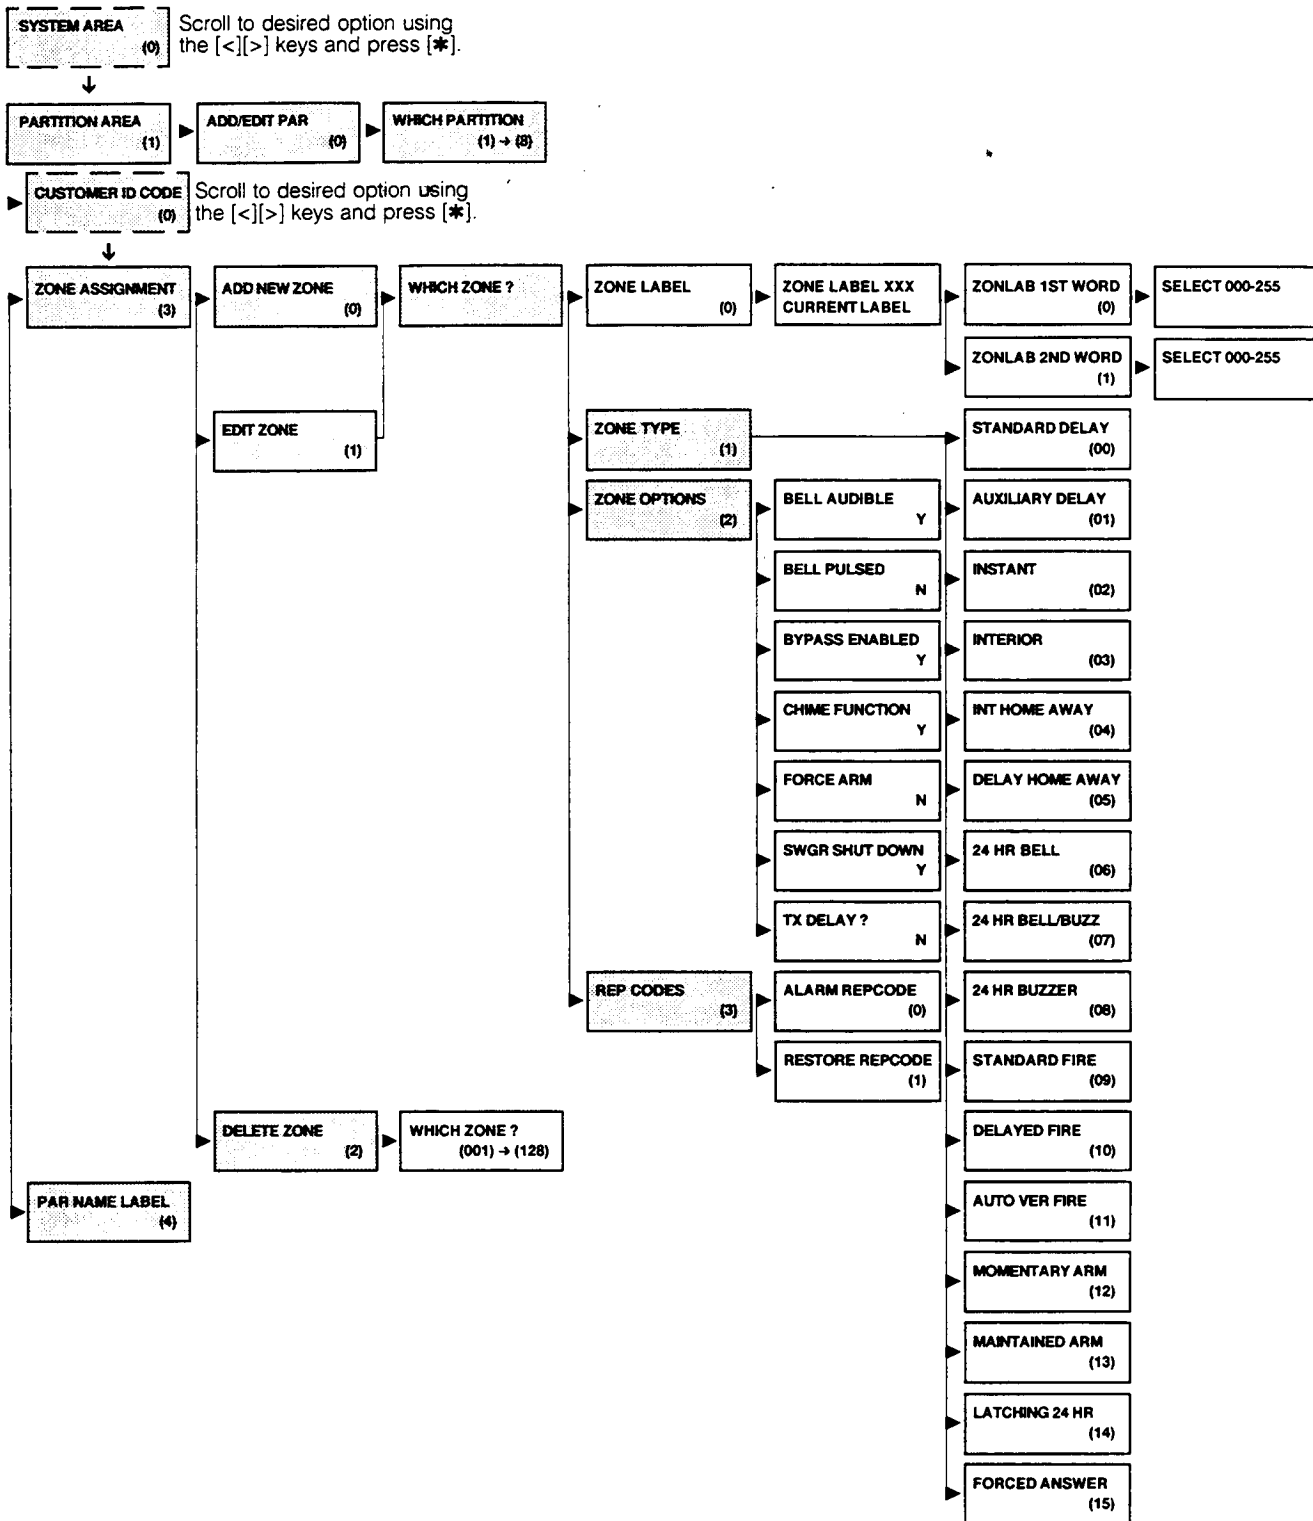 SYSTEM AREA
(0)
Scroll to desired option using
the [<][>] keys and press [✱].
PARTITION AREA
(1)
ADD/EDIT PAR
(0)
WHICH PARTITION
(1) → (8)
CUSTOMER ID CODE
(0)
Scroll to desired option using
the [<][>] keys and press [✱].
ZONE ASSIGNMENT
(3)
ADD NEW ZONE
(0)
WHICH ZONE ?
ZONE LABEL
(0)
ZONE LABEL XXX
CURRENT LABEL
ZONLAB 1ST WORD
(0)
SELECT 000-255
ZONLAB 2ND WORD
(1)
SELECT 000-255
EDIT ZONE
(1)
ZONE TYPE
(1)
STANDARD DELAY
(00)
ZONE OPTIONS
(2)
BELL AUDIBLE
Y
AUXILIARY DELAY
(01)
BELL PULSED
N
INSTANT
(02)
BYPASS ENABLED
Y
INTERIOR
(03)
CHIME FUNCTION
Y
INT HOME AWAY
(04)
FORCE ARM
N
DELAY HOME AWAY
(05)
SWGR SHUT DOWN
Y
24 HR BELL
(06)
TX DELAY ?
N
24 HR BELL/BUZZ
(07)
REP CODES
(3)
ALARM REPCODE
(0)
24 HR BUZZER
(08)
RESTORE REPCODE
(1)
STANDARD FIRE
(09)
DELETE ZONE
(2)
WHICH ZONE ?
(001) → (128)
DELAYED FIRE
(10)
PAR NAME LABEL
(4)
AUTO VER FIRE
(11)
MOMENTARY ARM
(12)
MAINTAINED ARM
(13)
LATCHING 24 HR
(14)
FORCED ANSWER
(15)